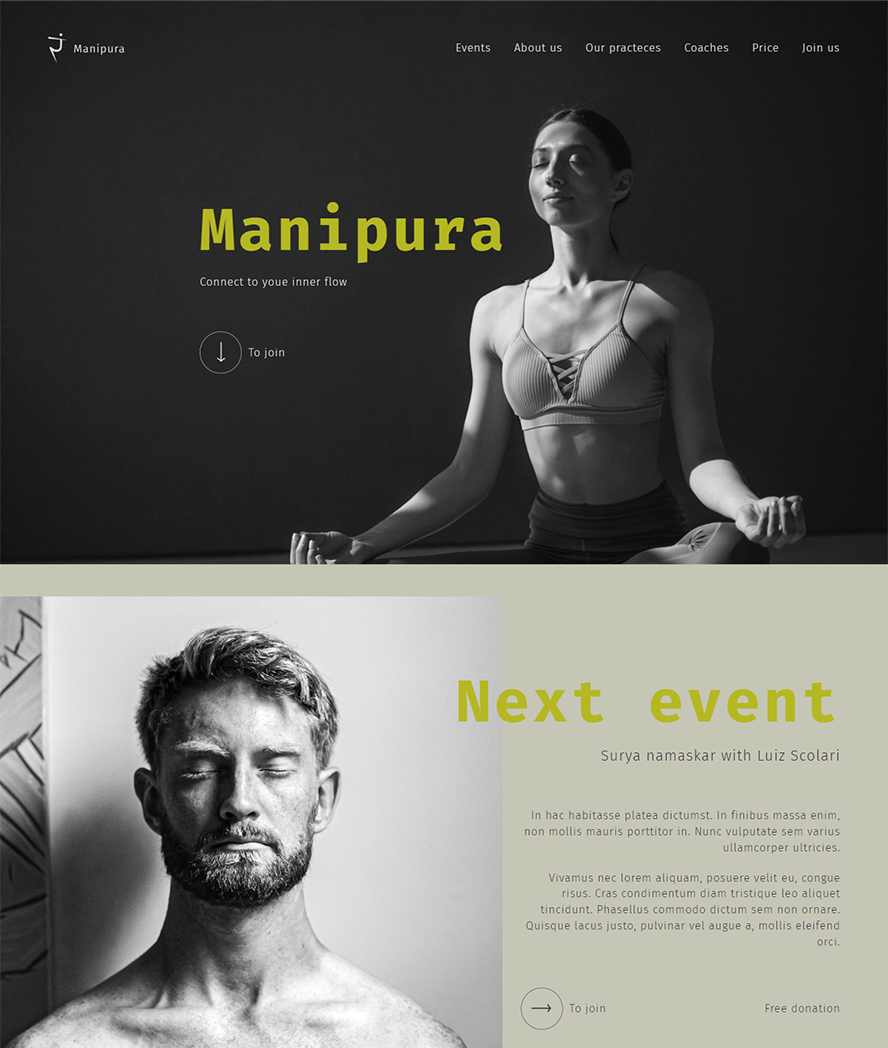 Manipura
Events About us Our practeces Coaches Price Join us
Manipura
Connect to youe inner flow
To join
Next event
Surya namaskar with Luiz Scolari
In hac habitasse platea dictumst. In finibus massa enim,
non mollis mauris porttitor in. Nunc vulputate sem varius
ullamcorper ultricies.
Vivamus nec lorem aliquam, posuere velit eu, congue
risus. Cras condimentum diam tristique leo aliquet
tincidunt. Phasellus commodo dictum sem non ornare.
Quisque lacus justo, pulvinar vel augue a, mollis eleifend
orci.
To join Free donation